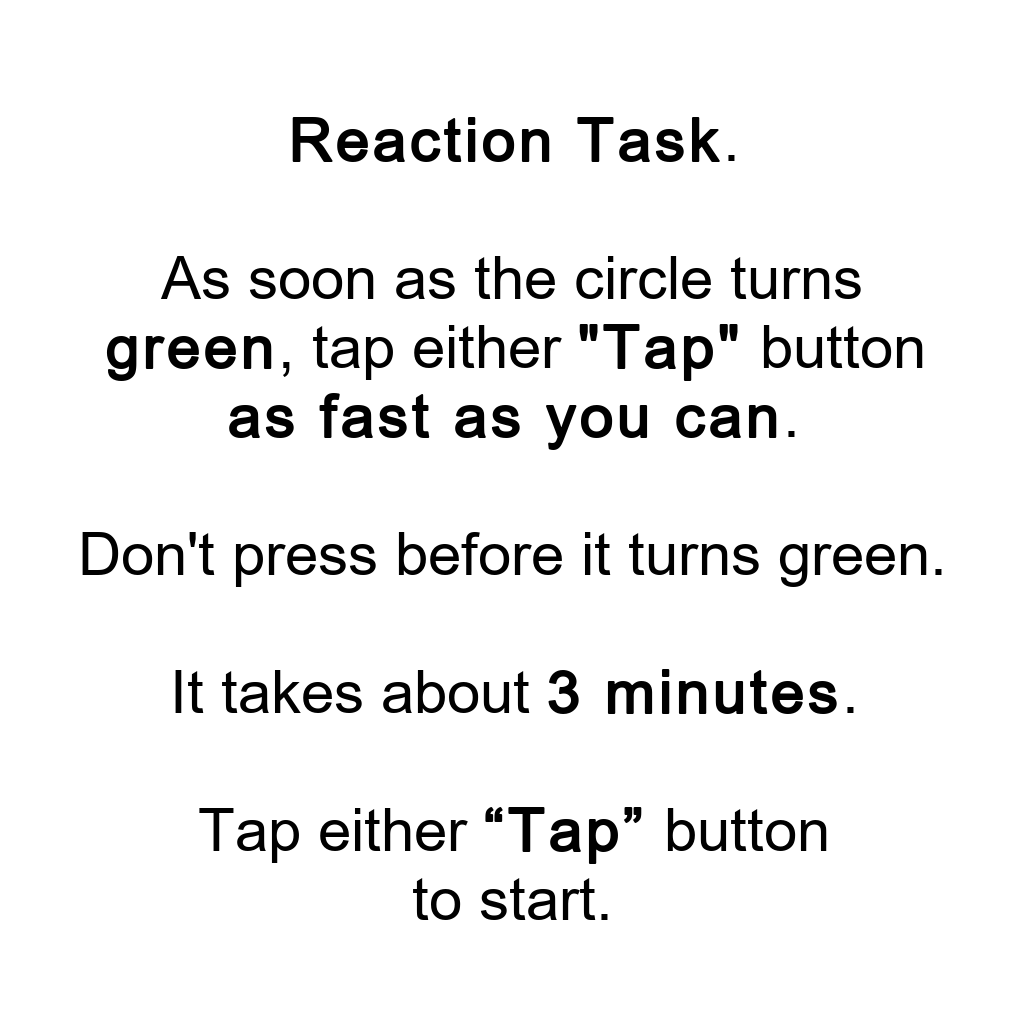 Reaction Task.
As soon as the circle turns
green, tap either "Tap" button
as fast as you can.
Don't press before it turns green.
It takes about 3 minutes.
Tap either “Tap” button
to start.